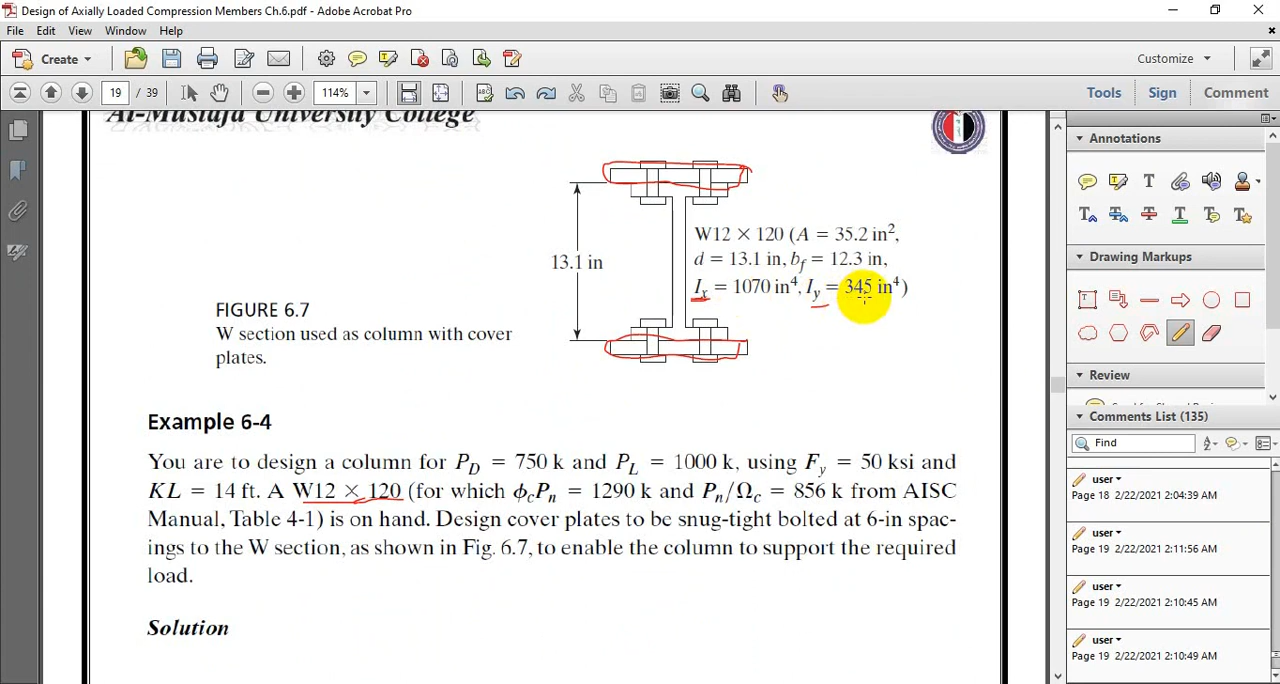 Design of Axially Loaded Compression Members Ch.6.pdf - Adobe Acrobat Pro
File Edit View Window Help
Create Customize
19 / 39 114% Tools Sign Comment
Al-Mustafa University College
W12 × 120 (A = 35.2 in²,
13.1 in
d = 13.1 in, bf = 12.3 in,
Ix = 1070 in⁴, Iy = 345 in⁴)
FIGURE 6.7
W section used as column with cover
plates.
Example 6-4
You are to design a column for PD = 750 k and PL = 1000 k, using Fy = 50 ksi and
KL = 14 ft. A W12 × 120 (for which ϕcPn = 1290 k and Pn/Ωc = 856 k from AISC
Manual, Table 4-1) is on hand. Design cover plates to be snug-tight bolted at 6-in spac-
ings to the W section, as shown in Fig. 6.7, to enable the column to support the required
load.
Solution
Annotations
Drawing Markups
Review
Comments List (135)
Find
user
Page 18 2/22/2021 2:04:39 AM
user
Page 19 2/22/2021 2:11:56 AM
user
Page 19 2/22/2021 2:10:45 AM
user
Page 19 2/22/2021 2:10:49 AM